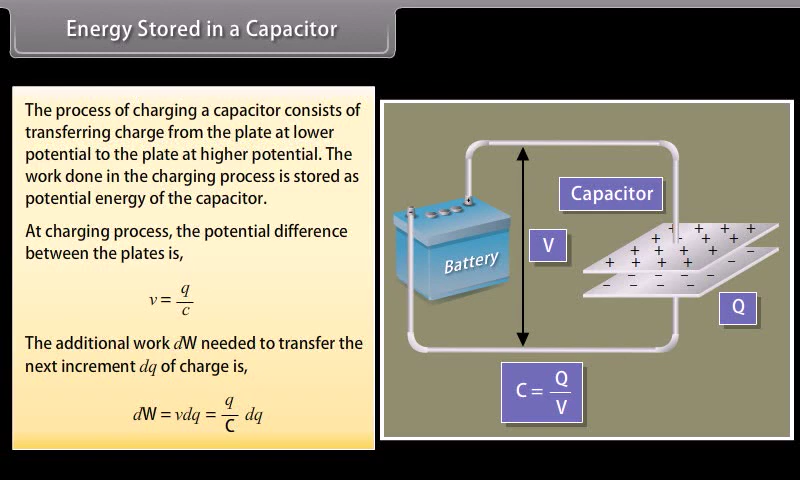 Energy Stored in a Capacitor
The process of charging a capacitor consists of
transferring charge from the plate at lower
potential to the plate at higher potential. The
work done in the charging process is stored as
potential energy of the capacitor.
At charging process, the potential difference
between the plates is,
v = q/c
The additional work dW needed to transfer the
next increment dq of charge is,
dW = vdq = q/C dq
Capacitor
V
Battery
Q
C = Q/V